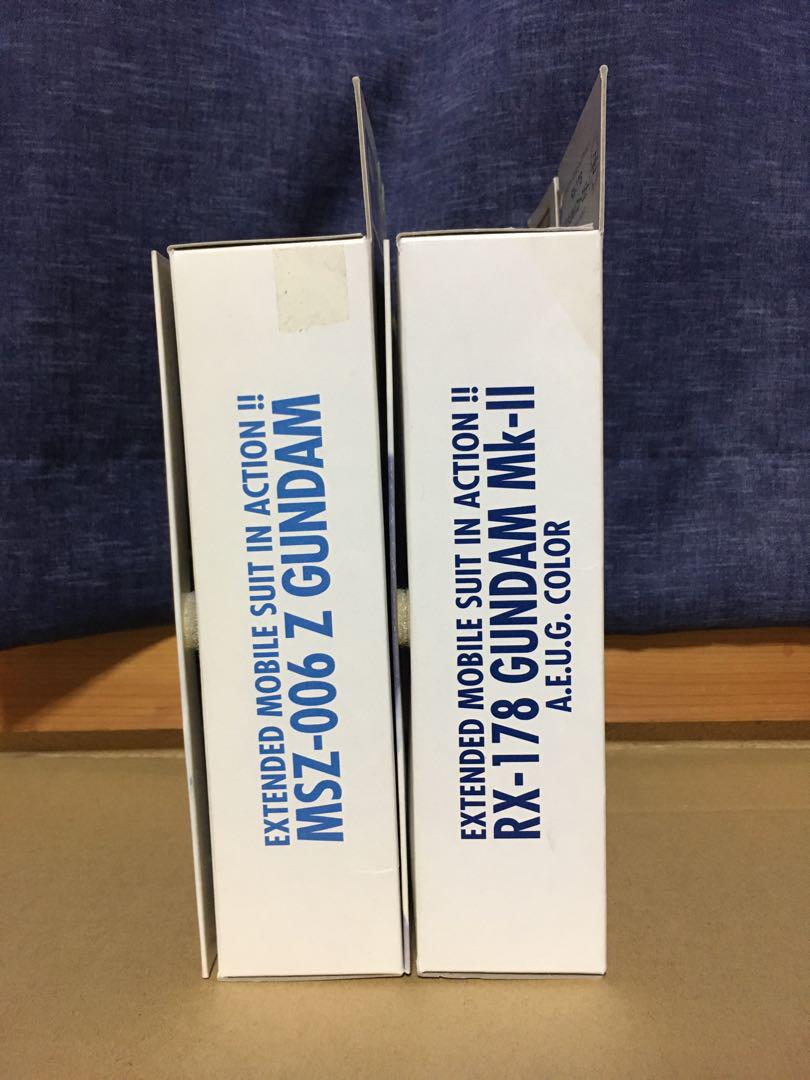 EXTENDED MOBILE SUIT IN ACTION !!
MSZ-006 Z GUNDAM
EXTENDED MOBILE SUIT IN ACTION !!
RX-178 GUNDAM Mk-II
A.E.U.G. COLOR